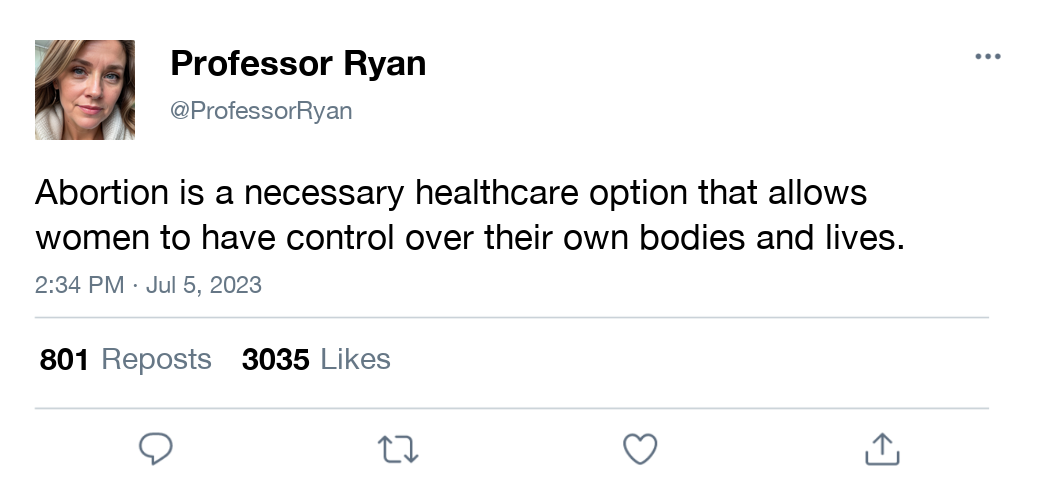 Professor Ryan
@ProfessorRyan
Abortion is a necessary healthcare option that allows
women to have control over their own bodies and lives.
2:34 PM · Jul 5, 2023
801 Reposts 3035 Likes